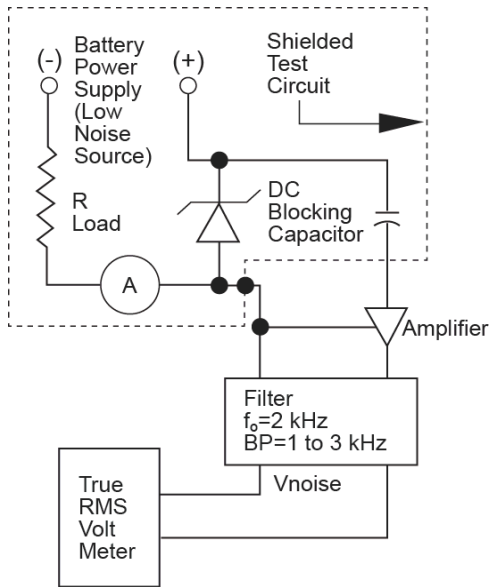 (-)
Battery
Power
Supply
(Low
Noise
Source)
(+)
Shielded
Test
Circuit
R
Load
DC
Blocking
Capacitor
A
Amplifier
Filter
fₒ=2 kHz
BP=1 to 3 kHz
Vnoise
True
RMS
Volt
Meter